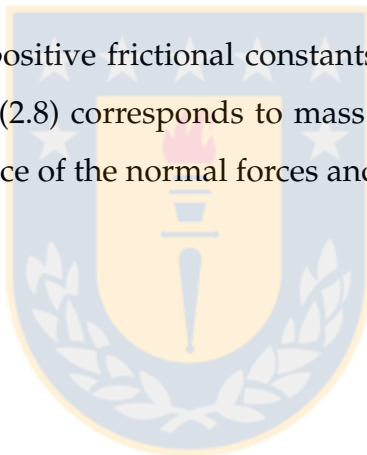 positive frictional constants
(2.8) corresponds to mass
ce of the normal forces and